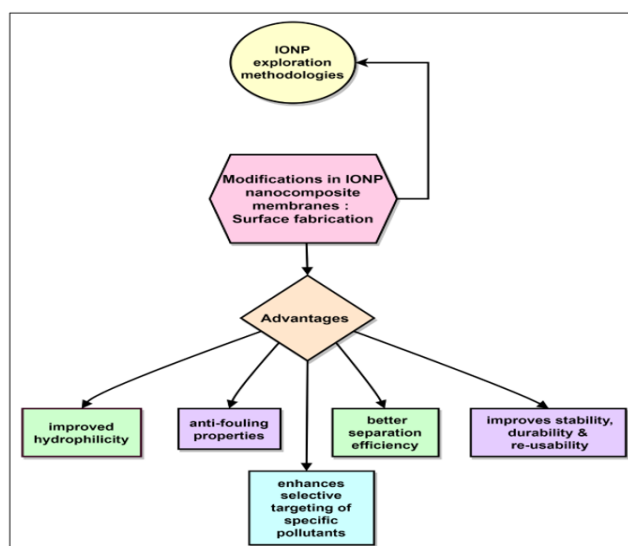 IONP
exploration
methodologies
Modifications in IONP
nanocomposite
membranes :
Surface fabrication
Advantages
improved
hydrophilicity
anti-fouling
properties
better
separation
efficiency
improves stability,
durability &
re-usability
enhances
selective
targeting of
specific
pollutants